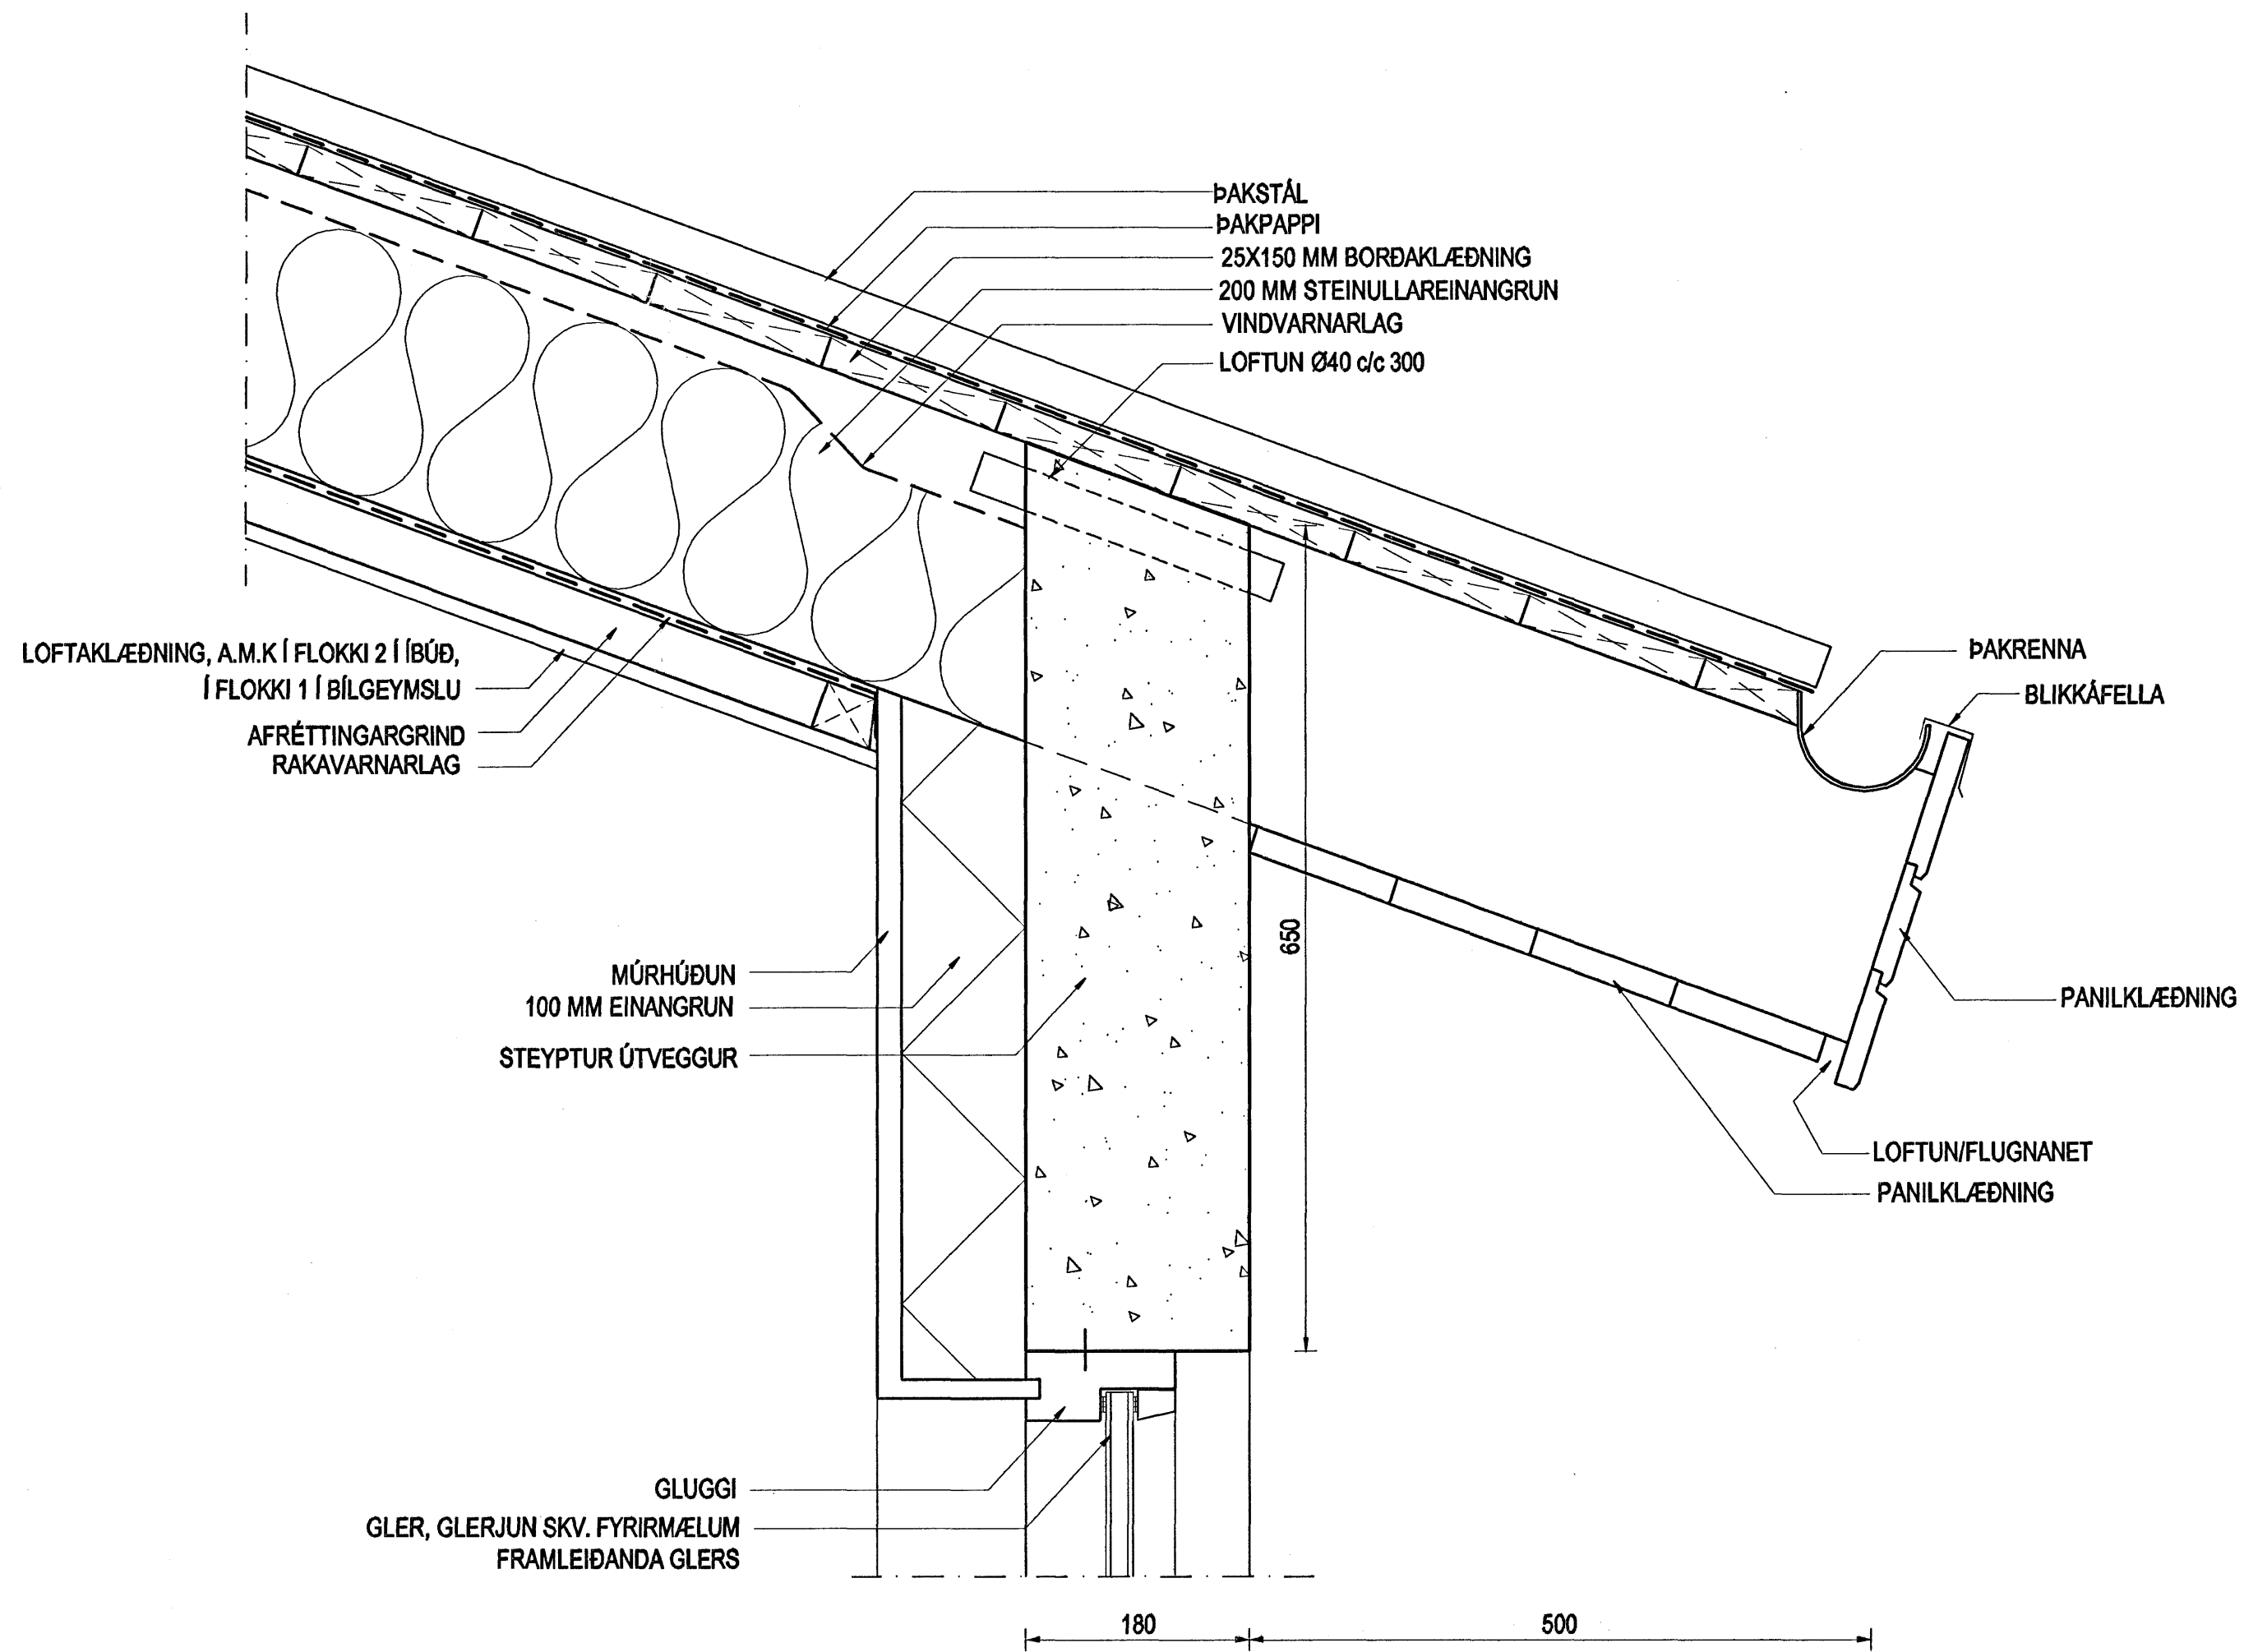 ÞAKSTÁL
ÞAKPAPPI
25X150 MM BORÐAKLÆÐNING
200 MM STEINULLAREINANGRUN
VINDVARNARLAG
LOFTUN Ø40 c/c 300
LOFTAKLÆÐNING, A.M.K Í FLOKKI 2 Í ÍBÚÐ,
Í FLOKKI 1 Í BÍLGEYMSLU
AFRÉTTINGARGRIND
RAKAVARNARLAG
ÞAKRENNA
BLIKKÁFELLA
650
MÚRHÚÐUN
100 MM EINANGRUN
STEYPTUR ÚTVEGGUR
PANILKLÆÐNING
LOFTUN/FLUGNANET
PANILKLÆÐNING
GLUGGI
GLER, GLERJUN SKV. FYRIRMÆLUM
FRAMLEIÐANDA GLERS
180
500